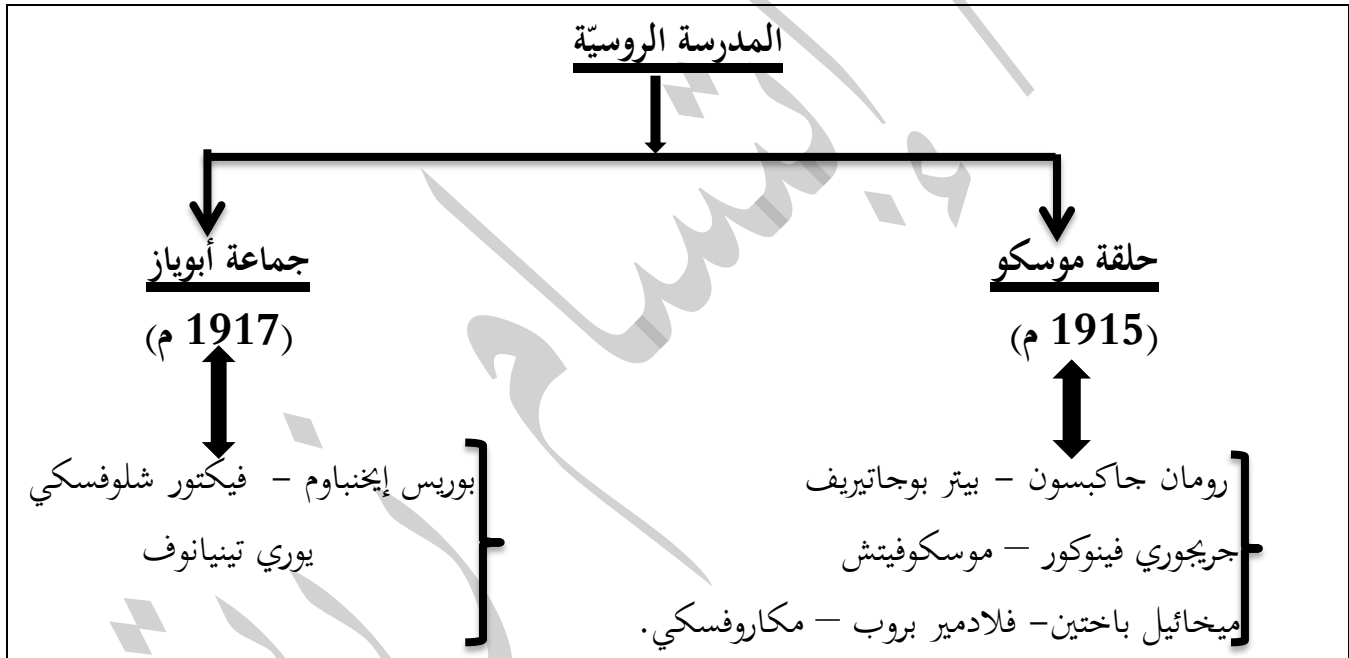 المدرسة الروسيّة
حلقة موسكو
(1915 م)
رومان جاكبسون – بيتر بوجاتيريف
جريجوري فينوكور – موسكوفيتش
ميخائيل باختين– فلادمير بروب – مكاروفسكي.
جماعة أبوياز
(1917 م)
بوريس إيخنباوم – فيكتور شلوفسكي
يوري تينيانوف